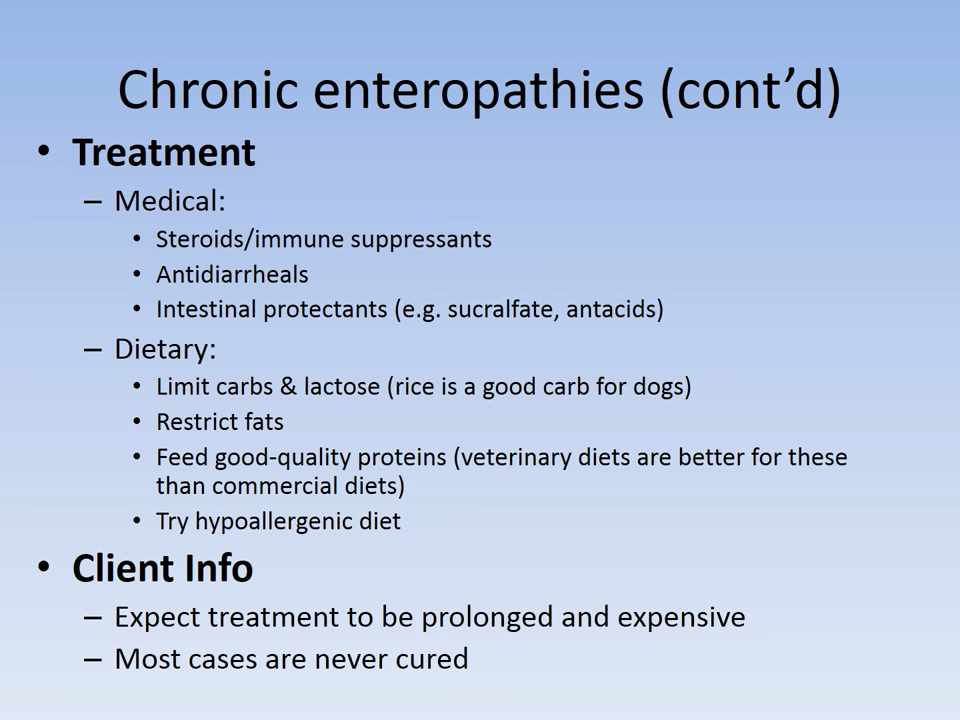 Chronic enteropathies (cont’d)
• Treatment
– Medical:
• Steroids/immune suppressants
• Antidiarrheals
• Intestinal protectants (e.g. sucralfate, antacids)
– Dietary:
• Limit carbs & lactose (rice is a good carb for dogs)
• Restrict fats
• Feed good-quality proteins (veterinary diets are better for these
than commercial diets)
• Try hypoallergenic diet
• Client Info
– Expect treatment to be prolonged and expensive
– Most cases are never cured